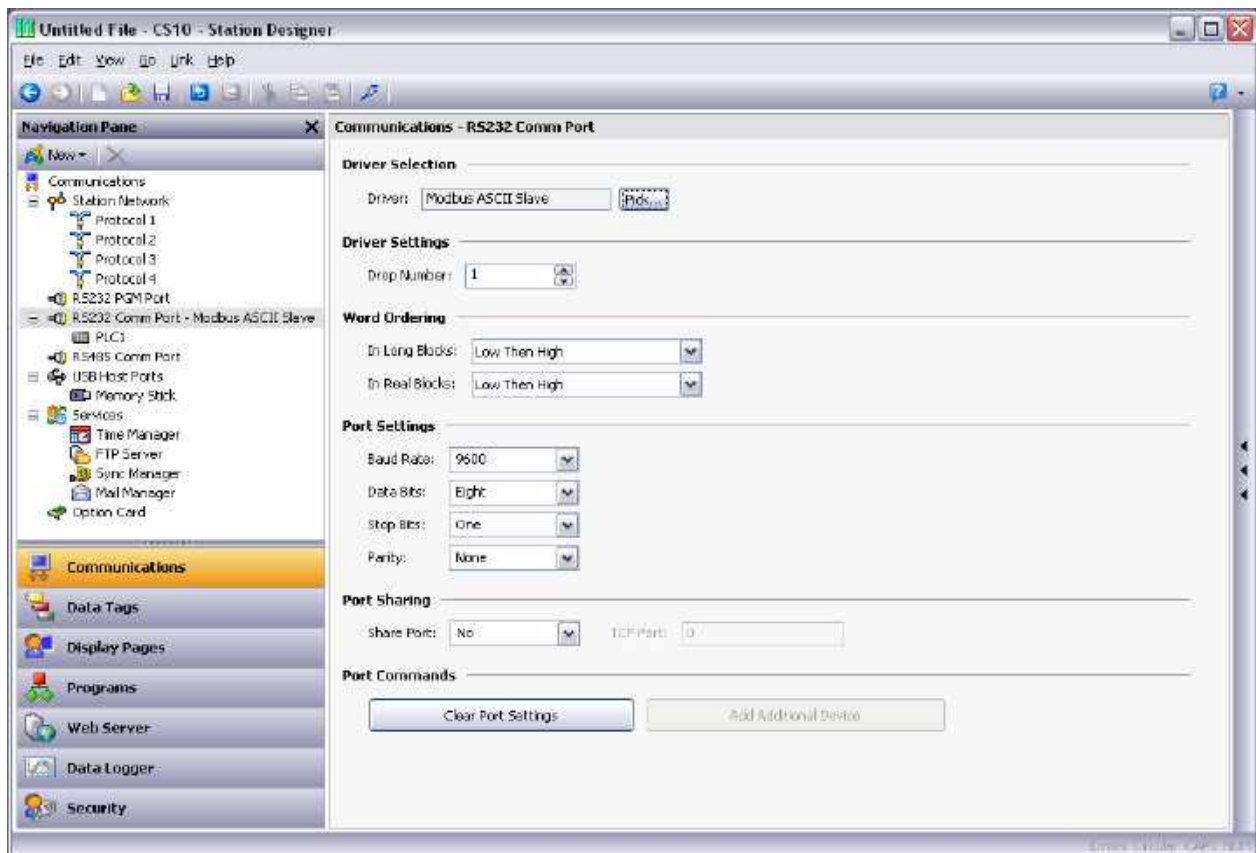 Untitled File - CS10 - Station Designer
File Edit View Go Link Help
Navigation Pane
New
Communications
Station Network
Protocol 1
Protocol 2
Protocol 3
Protocol 4
RS232 PGM Port
RS232 Comm Port - Modbus ASCII Slave
PLC1
RS485 Comm Port
USB Host Ports
Memory Stick
Services
Time Manager
FTP Server
Sync Manager
Mail Manager
Option Card
Communications
Data Tags
Display Pages
Programs
Web Server
Data Logger
Security
Communications - RS232 Comm Port
Driver Selection
Driver: Modbus ASCII Slave Pick...
Driver Settings
Drop Number: 1
Word Ordering
In Long Blocks: Low Then High
In Real Blocks: Low Then High
Port Settings
Baud Rate: 9600
Data Bits: Eight
Stop Bits: One
Parity: None
Port Sharing
Share Port: No TCP Port: 0
Port Commands
Clear Port Settings Add Additional Device
CAPS NUM